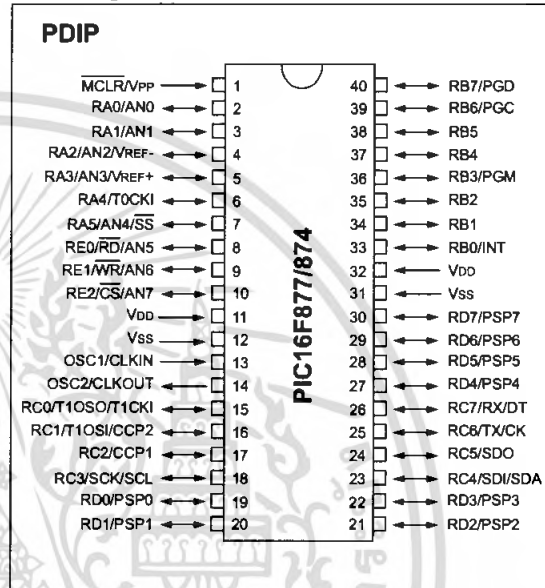 PDIP
MCLR/VPP 1 40 RB7/PGD
RA0/AN0 2 39 RB6/PGC
RA1/AN1 3 38 RB5
RA2/AN2/VREF- 4 37 RB4
RA3/AN3/VREF+ 5 36 RB3/PGM
RA4/T0CKI 6 35 RB2
RA5/AN4/SS 7 34 RB1
RE0/RD/AN5 8 33 RB0/INT
RE1/WR/AN6 9 32 VDD
RE2/CS/AN7 10 31 VSS
VDD 11 30 RD7/PSP7
VSS 12 29 RD6/PSP6
OSC1/CLKIN 13 28 RD5/PSP5
OSC2/CLKOUT 14 27 RD4/PSP4
RC0/T1OSO/T1CKI 15 26 RC7/RX/DT
RC1/T1OSI/CCP2 16 25 RC6/TX/CK
RC2/CCP1 17 24 RC5/SDO
RC3/SCK/SCL 18 23 RC4/SDI/SDA
RD0/PSP0 19 22 RD3/PSP3
RD1/PSP1 20 21 RD2/PSP2
PIC16F877/874